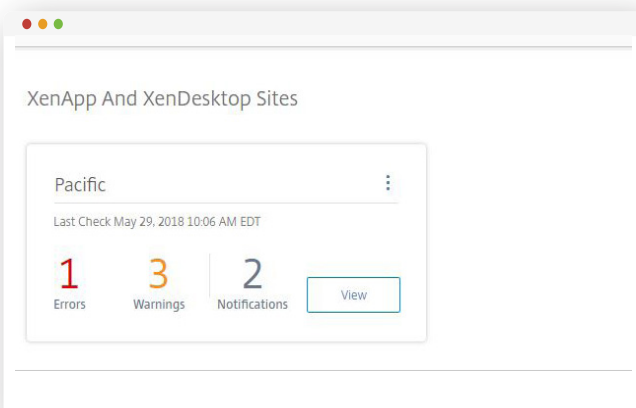 XenApp And XenDesktop Sites
Pacific
Last Check May 29, 2018 10:06 AM EDT
1 3 2
Errors Warnings Notifications View